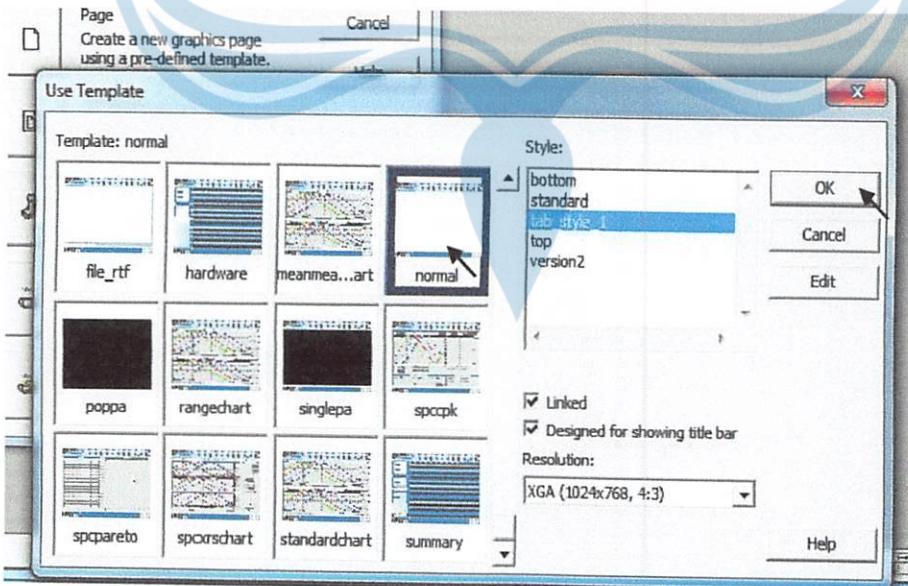 Page
Create a new graphics page
using a pre-defined template.
Cancel
Help
Use Template
Template: normal
file_rtf
hardware
meanmea...art
normal
poppa
rangechart
singlepa
spccpk
spcpareto
spcxrschart
standardchart
summary
Style:
bottom
standard
tab_style_1
top
version2
OK
Cancel
Edit
Linked
Designed for showing title bar
Resolution:
XGA (1024x768, 4:3)
Help